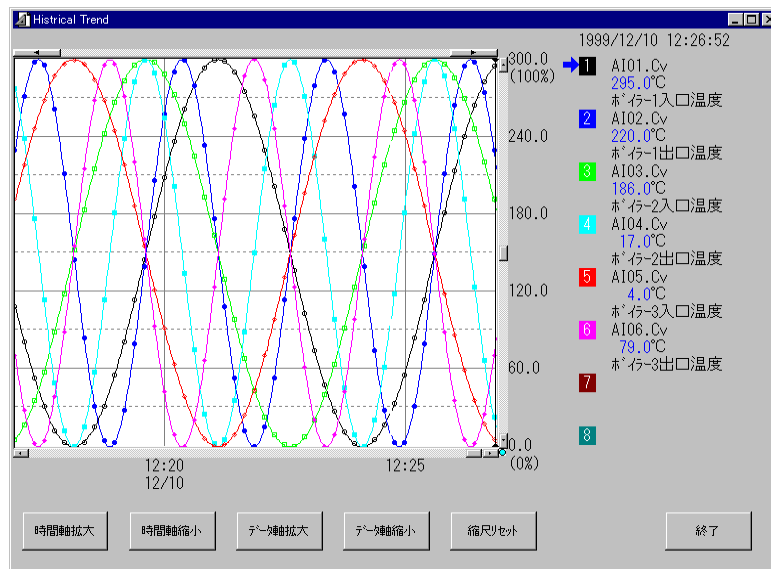 Histrical Trend
1999/12/10 12:26:52
300.0
(100%)
240.0
180.0
120.0
60.0
0.0
(0%)
12:20
12/10
12:25
1 AI01.Cv
295.0℃
ﾎﾞｲﾗｰ1入口温度
2 AI02.Cv
220.0℃
ﾎﾞｲﾗｰ1出口温度
3 AI03.Cv
186.0℃
ﾎﾞｲﾗｰ2入口温度
4 AI04.Cv
17.0℃
ﾎﾞｲﾗｰ2出口温度
5 AI05.Cv
4.0℃
ﾎﾞｲﾗｰ3入口温度
6 AI06.Cv
79.0℃
ﾎﾞｲﾗｰ3出口温度
7
8
時間軸拡大
時間軸縮小
ﾃﾞｰﾀ軸拡大
ﾃﾞｰﾀ軸縮小
縮尺ﾘｾｯﾄ
終了